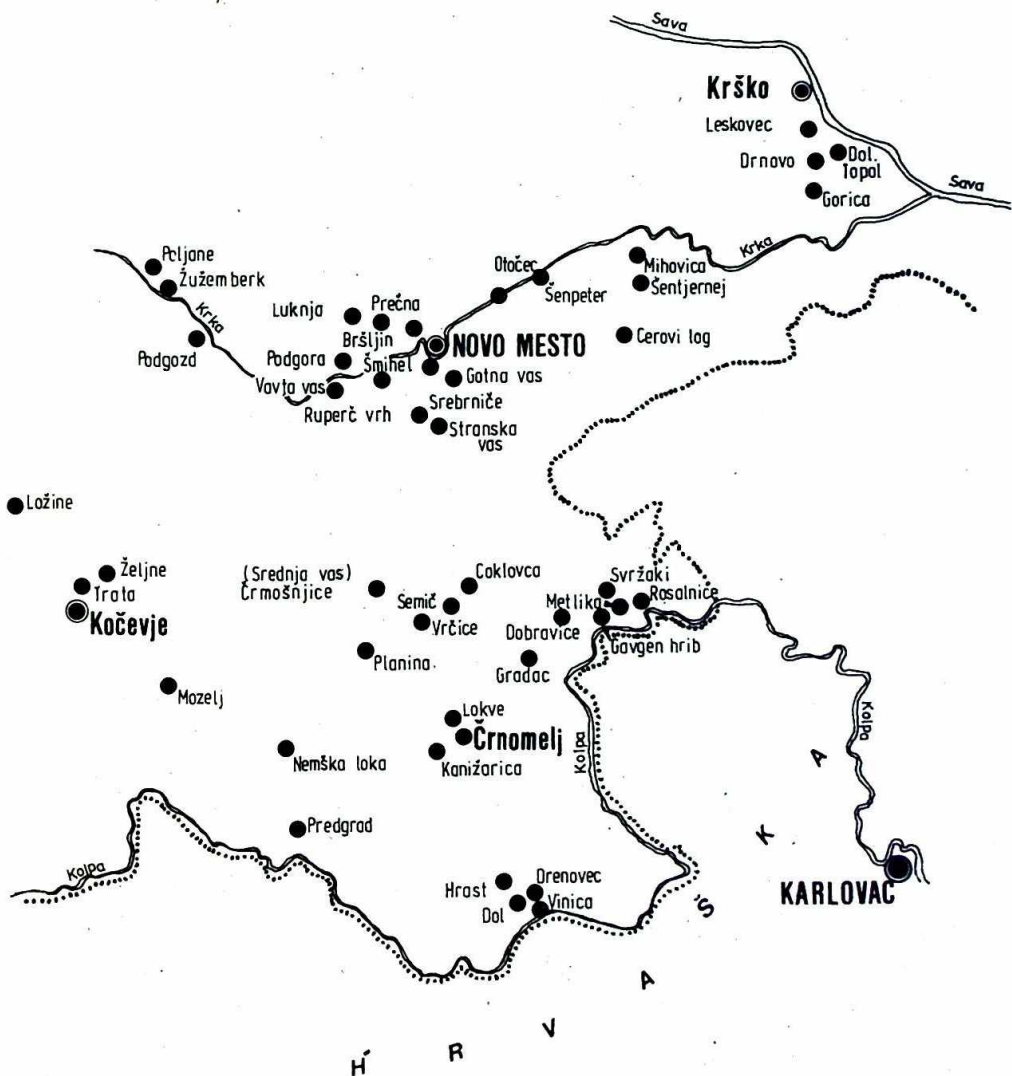 Sava
Krško
Leskovec
Drnovo
Dol.
Topol
Gorica
Sava
Krka
Poljane
Žužemberk
Krka
Podgozd
Otočec
Šenpeter
Mihovica
Šentjernej
Cerovi log
Luknja
Prečna
Bršljin
NOVO MESTO
Podgora
Šmihel
Gotna vas
Vavta vas
Ruperč vrh
Srebrniče
Stranska
vas
Ložine
Željne
Trata
Kočevje
(Srednja vas)
Črmošnjice
Coklovca
Semič
Vrčice
Planina
Svržaki
Metlika
Rosalnice
Dobravice
Gavgen hrib
Gradac
Mozelj
Lokve
Črnomelj
Kanižarica
Nemška loka
Predgrad
Kolpa
Kolpa
Kolpa
Hrast
Drenovec
Dol
Vinica
KARLOVAC
H R V A Š K A